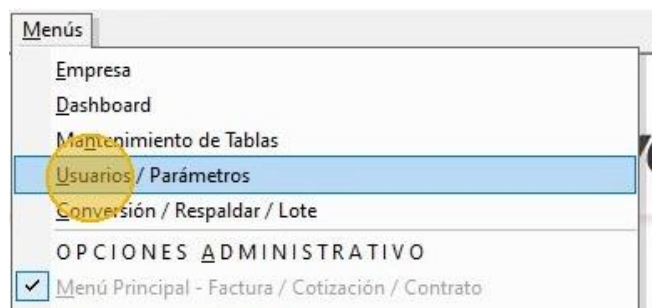 Menús
Empresa
Dashboard
Mantenimiento de Tablas
Usuarios / Parámetros
Conversión / Respaldar / Lote
OPCIONES ADMINISTRATIVO
Menú Principal - Factura / Cotización / Contrato